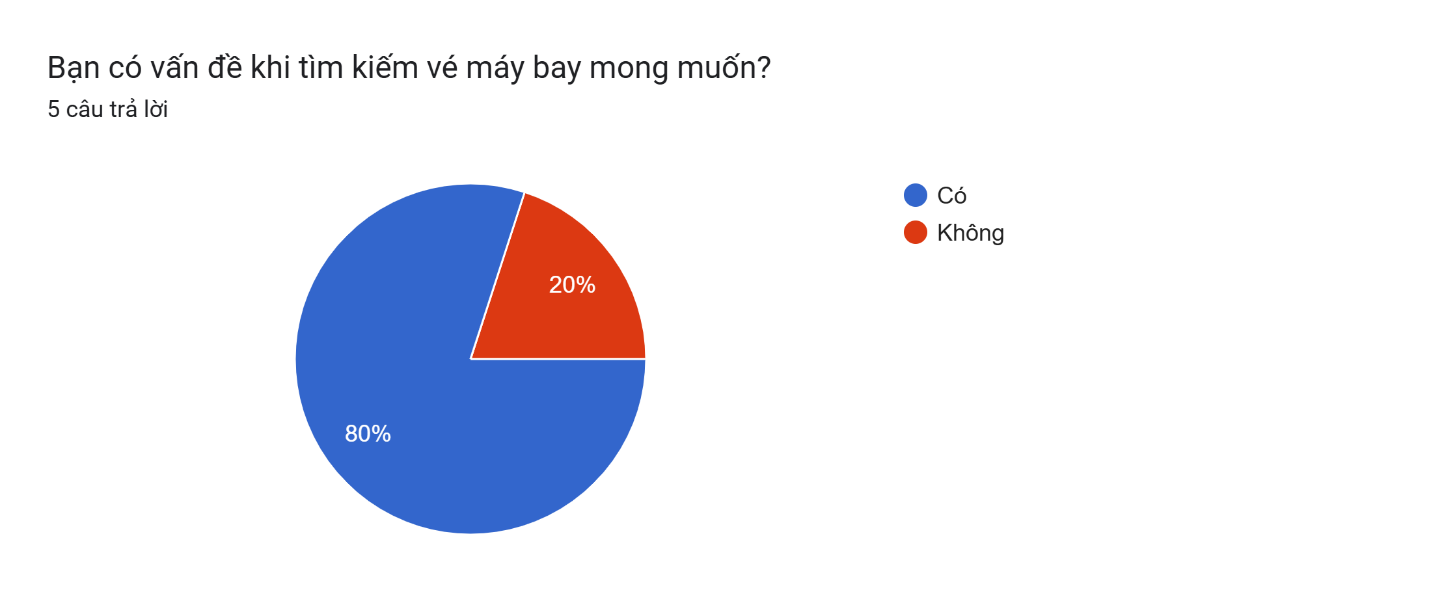 Bạn có vấn đề khi tìm kiếm vé máy bay mong muốn?
5 câu trả lời
Có
Không
20%
80%